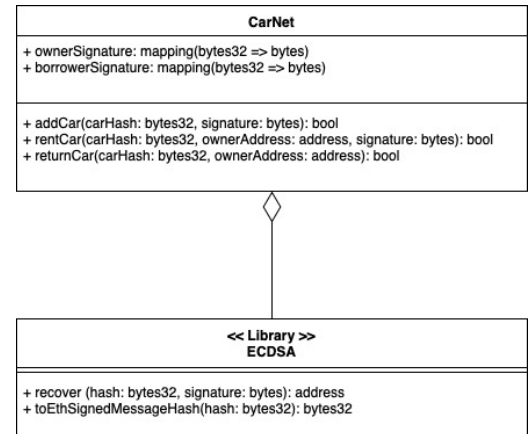 CarNet
+ ownerSignature: mapping(bytes32 => bytes)
+ borrowerSignature: mapping(bytes32 => bytes)
+ addCar(carHash: bytes32, signature: bytes): bool
+ rentCar(carHash: bytes32, ownerAddress: address, signature: bytes): bool
+ returnCar(carHash: bytes32, ownerAddress: address): bool
<< Library >>
ECDSA
+ recover (hash: bytes32, signature: bytes): address
+ toEthSignedMessageHash(hash: bytes32): bytes32